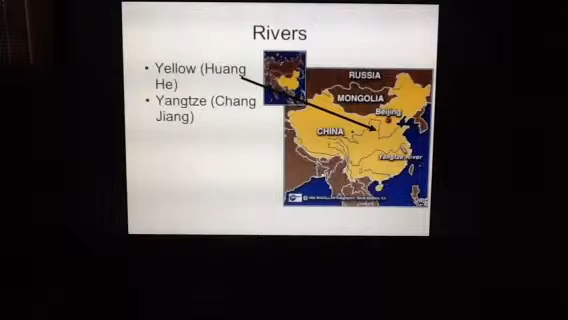 Rivers
• Yellow (Huang
He)
• Yangtze (Chang
Jiang)
RUSSIA
MONGOLIA
Beijing
CHINA
Yangtze River